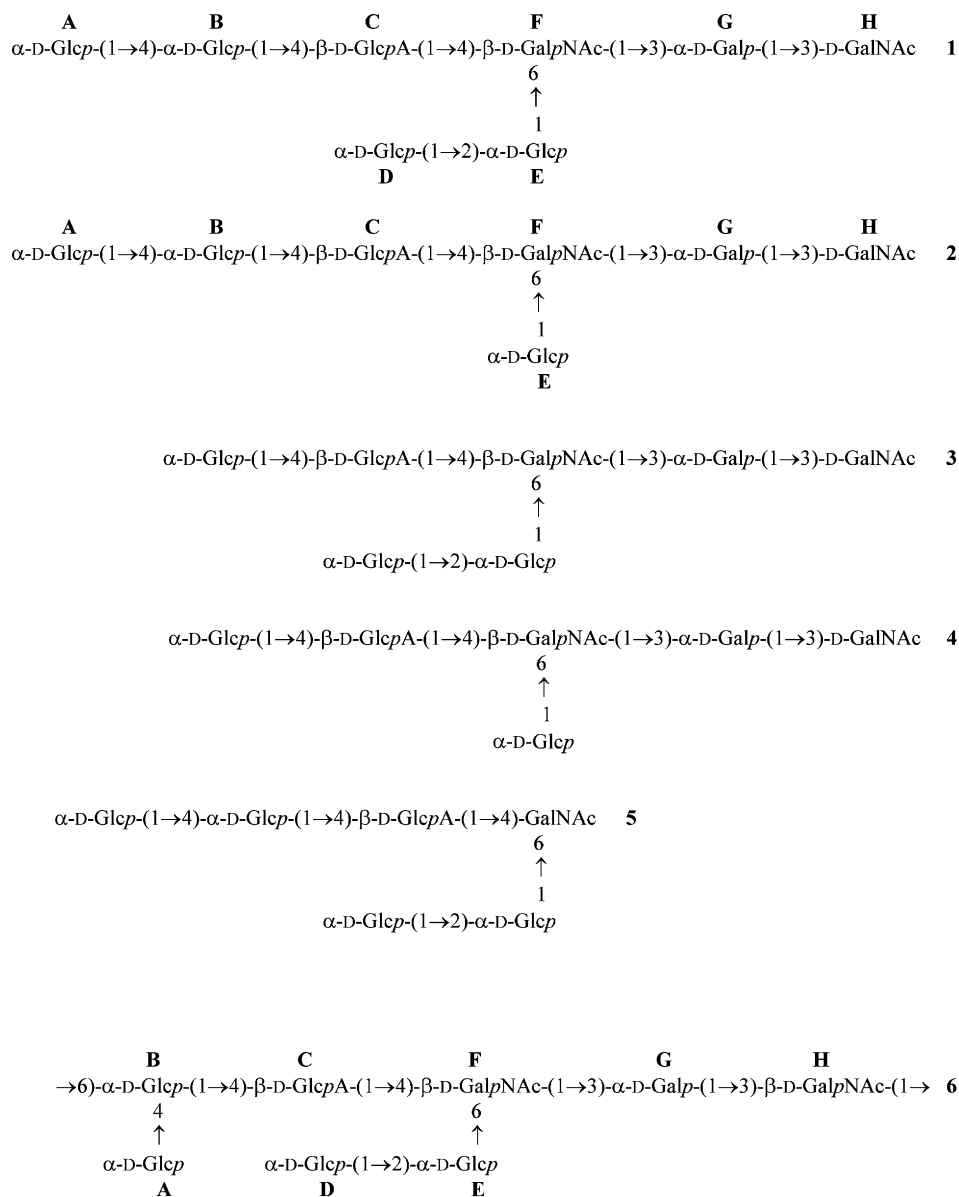 A B C F G H
α-D-Glcp-(1→4)-α-D-Glcp-(1→4)-β-D-GlcpA-(1→4)-β-D-GalpNAc-(1→3)-α-D-Galp-(1→3)-D-GalNAc 1
6
↑
1
α-D-Glcp-(1→2)-α-D-Glcp
D E
A B C F G H
α-D-Glcp-(1→4)-α-D-Glcp-(1→4)-β-D-GlcpA-(1→4)-β-D-GalpNAc-(1→3)-α-D-Galp-(1→3)-D-GalNAc 2
6
↑
1
α-D-Glcp
E
α-D-Glcp-(1→4)-β-D-GlcpA-(1→4)-β-D-GalpNAc-(1→3)-α-D-Galp-(1→3)-D-GalNAc 3
6
↑
1
α-D-Glcp-(1→2)-α-D-Glcp
α-D-Glcp-(1→4)-β-D-GlcpA-(1→4)-β-D-GalpNAc-(1→3)-α-D-Galp-(1→3)-D-GalNAc 4
6
↑
1
α-D-Glcp
α-D-Glcp-(1→4)-α-D-Glcp-(1→4)-β-D-GlcpA-(1→4)-GalNAc 5
6
↑
1
α-D-Glcp-(1→2)-α-D-Glcp
B C F G H
→6)-α-D-Glcp-(1→4)-β-D-GlcpA-(1→4)-β-D-GalpNAc-(1→3)-α-D-Galp-(1→3)-β-D-GalpNAc-(1→ 6
4 6
↑ ↑
α-D-Glcp α-D-Glcp-(1→2)-α-D-Glcp
A D E